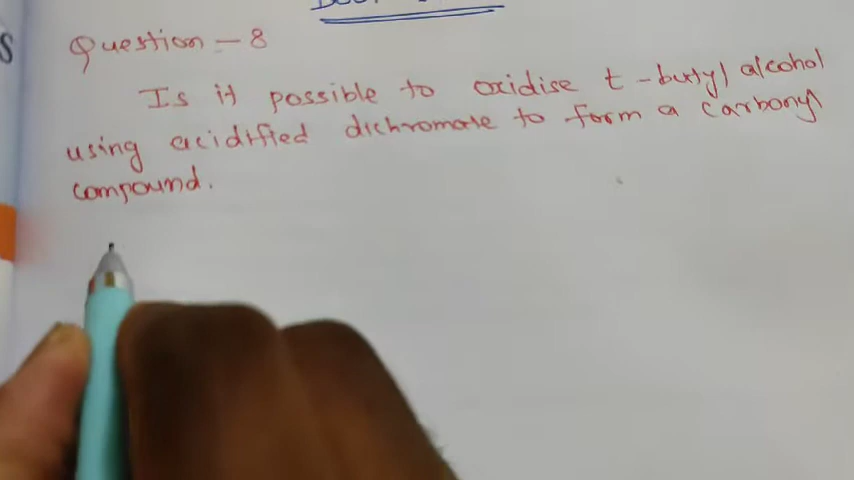 Question - 8
Is it possible to oxidise t-butyl alcohol
using acidified dichromate to form a carbonyl
compound.